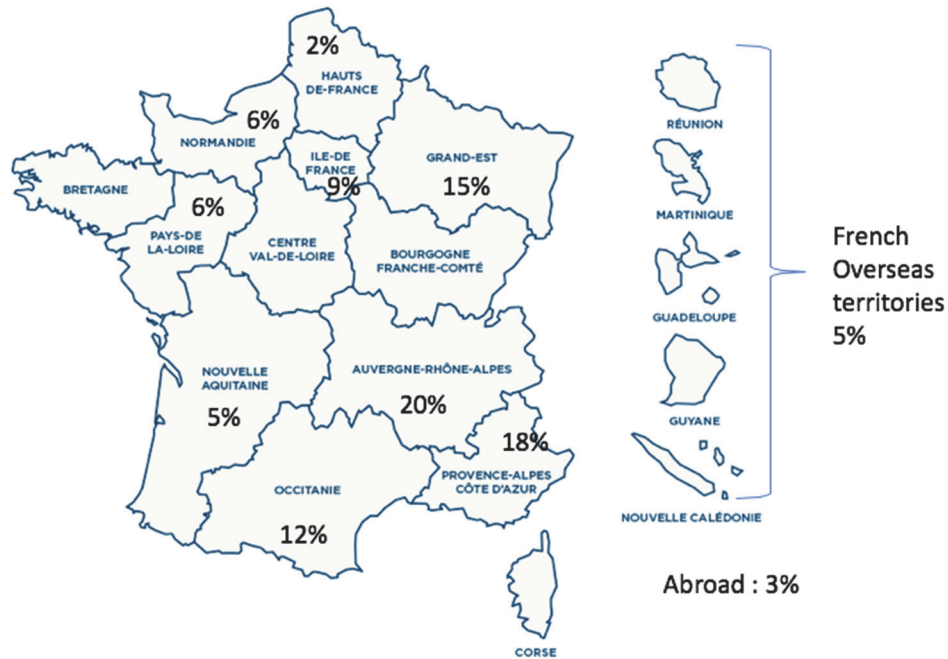 2%
HAUTS
DE-FRANCE
6%
NORMANDIE
ILE-DE
FRANCE
9%
GRAND-EST
15%
BRETAGNE
6%
PAYS-DE
LA-LOIRE
CENTRE
VAL-DE-LOIRE
BOURGOGNE
FRANCHE-COMTÉ
NOUVELLE
AQUITAINE
5%
AUVERGNE-RHÔNE-ALPES
20%
18%
PROVENCE-ALPES
CÔTE D'AZUR
OCCITANIE
12%
CORSE
RÉUNION
MARTINIQUE
GUADELOUPE
GUYANE
NOUVELLE CALÉDONIE
French
Overseas
territories
5%
Abroad : 3%